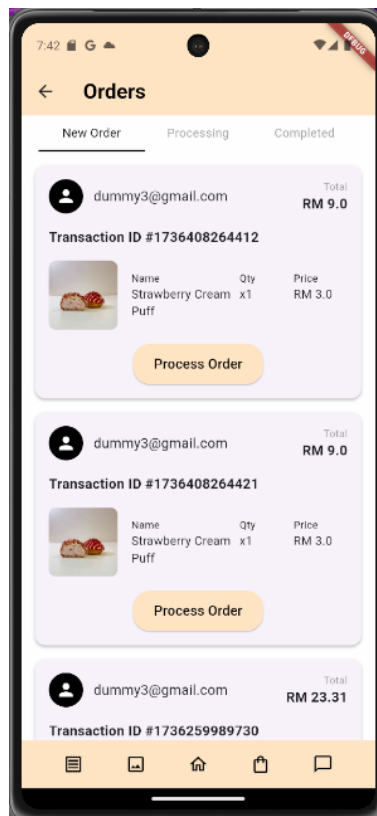 7:42 G
DEBUG
Orders
New Order Processing Completed
dummy3@gmail.com Total
RM 9.0
Transaction ID #1736408264412
Name Qty Price
Strawberry Cream x1 RM 3.0
Puff
Process Order
dummy3@gmail.com Total
RM 9.0
Transaction ID #1736408264421
Name Qty Price
Strawberry Cream x1 RM 3.0
Puff
Process Order
dummy3@gmail.com Total
RM 23.31
Transaction ID #1736259989730